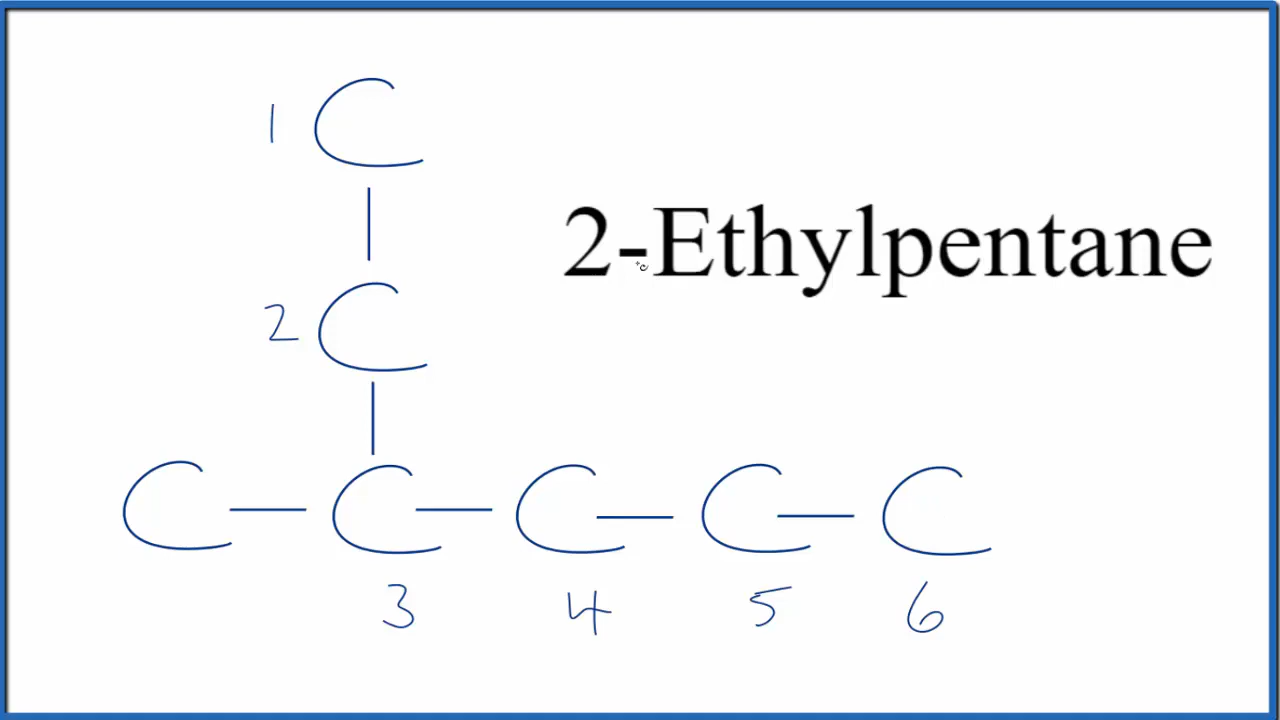 1 C
2-Ethylpentane
2 C
C — C — C — C — C
3 4 5 6